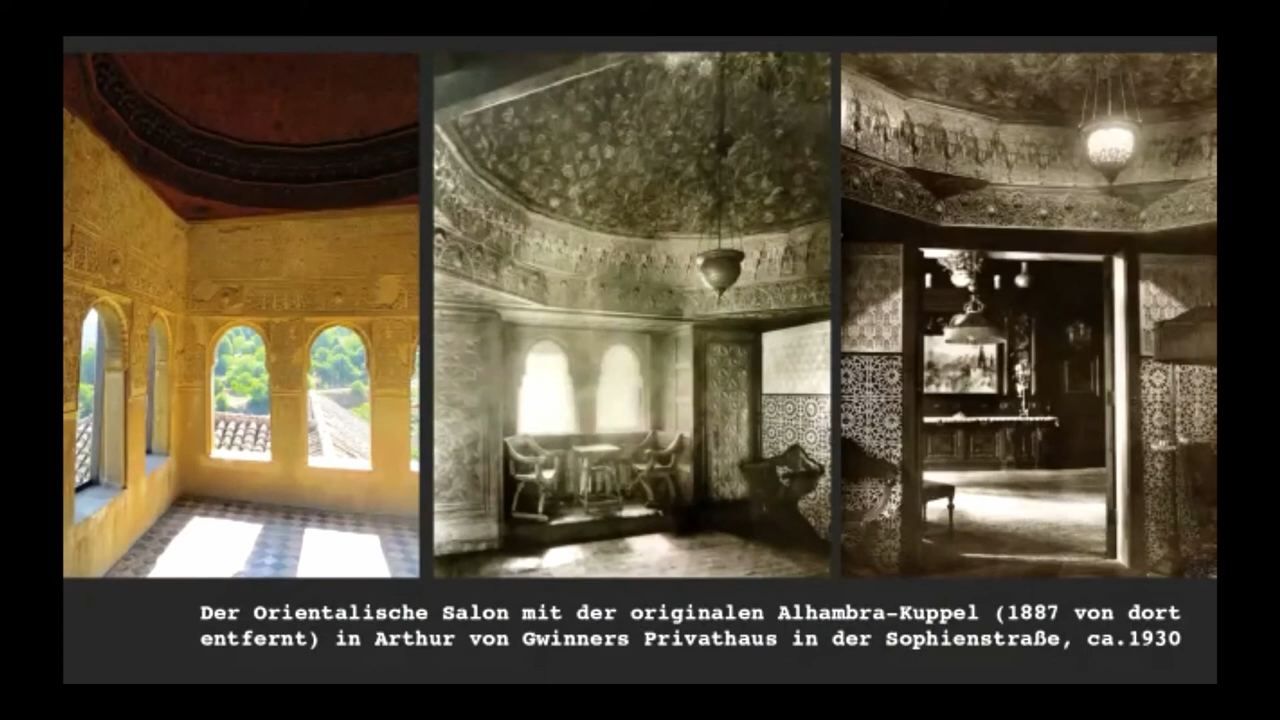 Der Orientalische Salon mit der originalen Alhambra-Kuppel (1887 von dort
entfernt) in Arthur von Gwinners Privathaus in der Sophienstraße, ca.1930